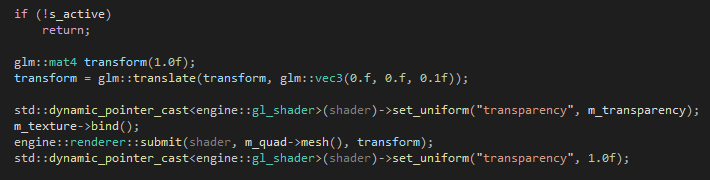 if (!s_active)
return;
glm::mat4 transform(1.0f);
transform = glm::translate(transform, glm::vec3(0.f, 0.f, 0.1f));
std::dynamic_pointer_cast<engine::gl_shader>(shader)->set_uniform("transparency", m_transparency);
m_texture->bind();
engine::renderer::submit(shader, m_quad->mesh(), transform);
std::dynamic_pointer_cast<engine::gl_shader>(shader)->set_uniform("transparency", 1.0f);